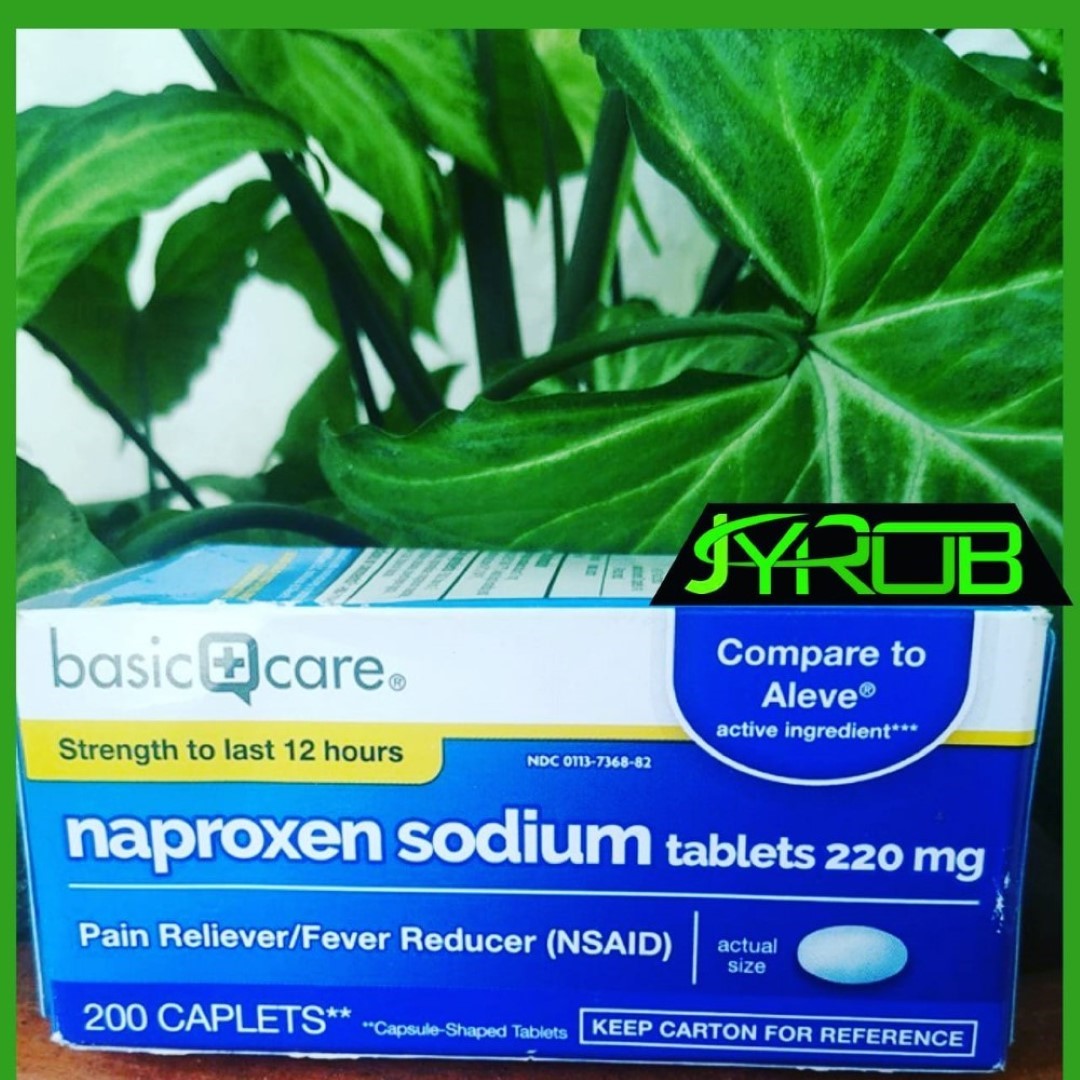 JAYROB
basic care®
Compare to
Aleve®
active ingredient***
Strength to last 12 hours
NDC 0113-7368-82
naproxen sodium tablets 220 mg
Pain Reliever/Fever Reducer (NSAID)
actual
size
200 CAPLETS**
**Capsule-Shaped Tablets
KEEP CARTON FOR REFERENCE